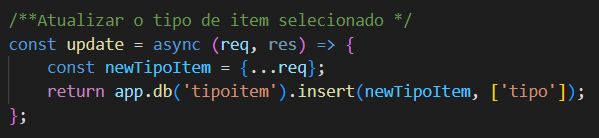 /**Atualizar o tipo de item selecionado */
const update = async (req, res) => {
    const newTipoItem = {...req};
    return app.db('tipoitem').insert(newTipoItem, ['tipo']);
};